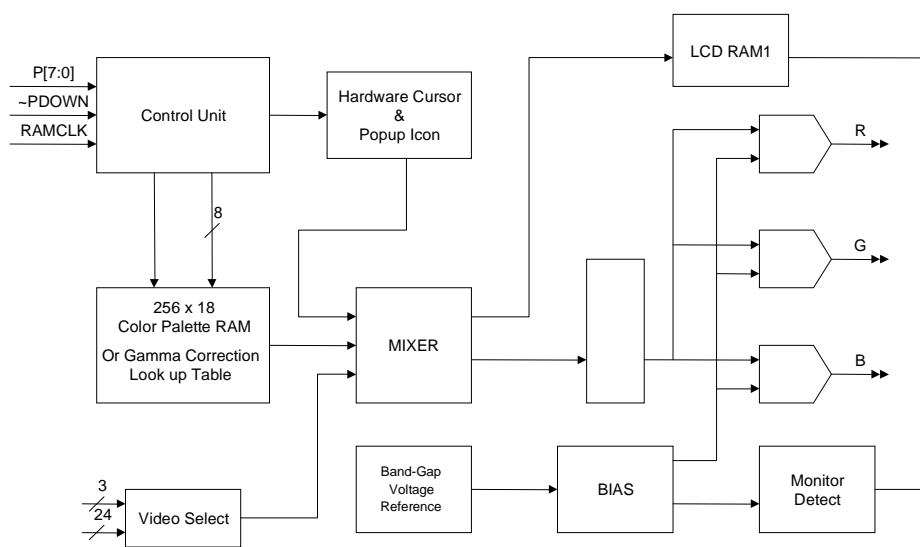 LCD RAM1
P[7:0]
~PDOWN
RAMCLK
Control Unit
Hardware Cursor
&
Popup Icon
R
8
G
256 x 18
Color Palette RAM
Or Gamma Correction
Look up Table
MIXER
B
3
24
Video Select
Band-Gap
Voltage
Reference
BIAS
Monitor
Detect